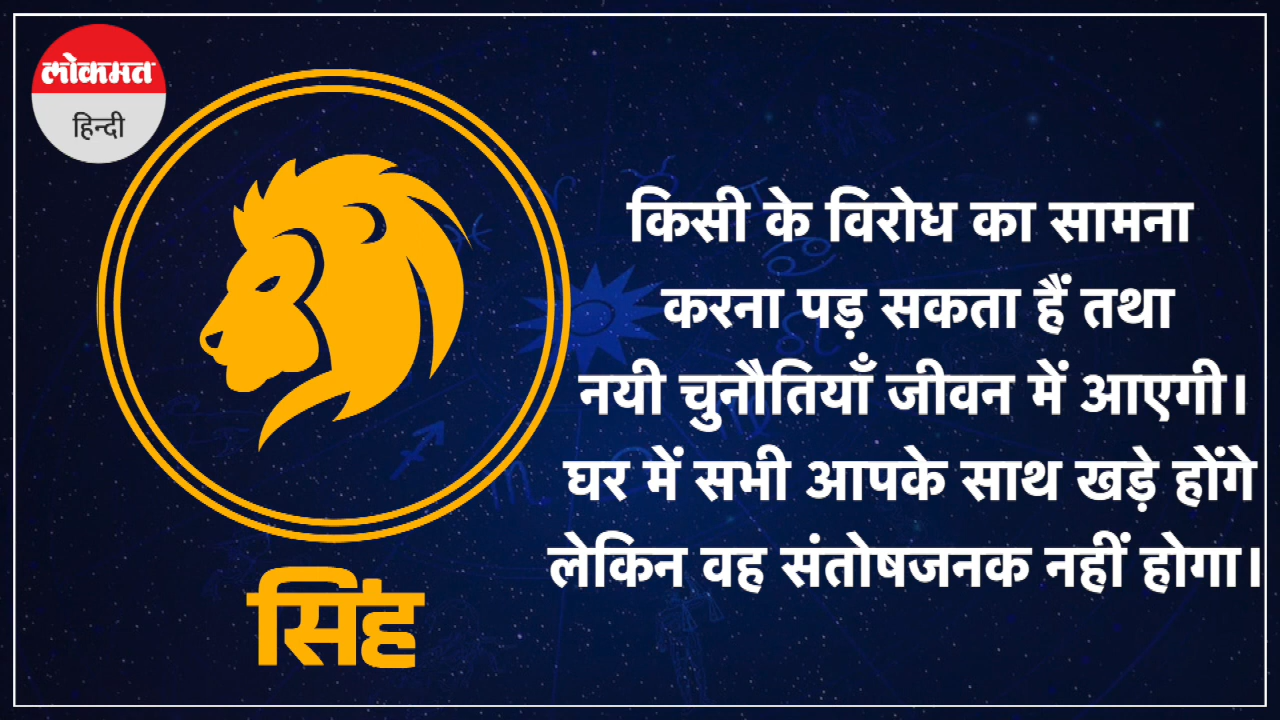 लोकमत
हिन्दी
किसी के विरोध का सामना
करना पड़ सकता हैं तथा
नयी चुनौतियाँ जीवन में आएगी।
घर में सभी आपके साथ खड़े होंगे
लेकिन वह संतोषजनक नहीं होगा।
सिंह